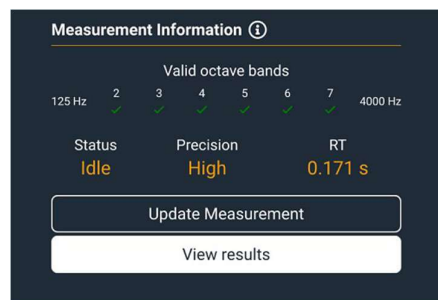 Measurement Information
Valid octave bands
125 Hz 2 3 4 5 6 7 4000 Hz
Status Precision RT
Idle High 0.171 s
Update Measurement
View results